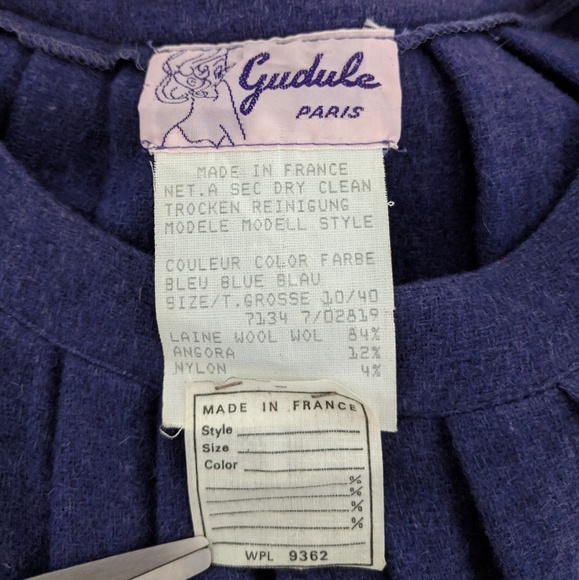 Gudule
PARIS
MADE IN FRANCE
NET.A SEC DRY CLEAN
TROCKEN REINIGUNG
MODELE MODELL STYLE
COULEUR COLOR FARBE
BLEU BLUE BLAU
SIZE/T.GROSSE 10/40
7134 7/02819
LAINE WOOL WOL 84%
ANGORA 12%
NYLON 4%
MADE IN FRANCE
Style
Size
Color
%
%
%
%
WPL 9362